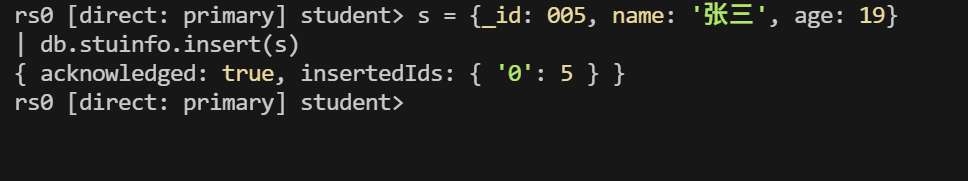 rs0 [direct: primary] student> s = {_id: 005, name: '张三', age: 19}
| db.stuinfo.insert(s)
{ acknowledged: true, insertedIds: { '0': 5 } }
rs0 [direct: primary] student>